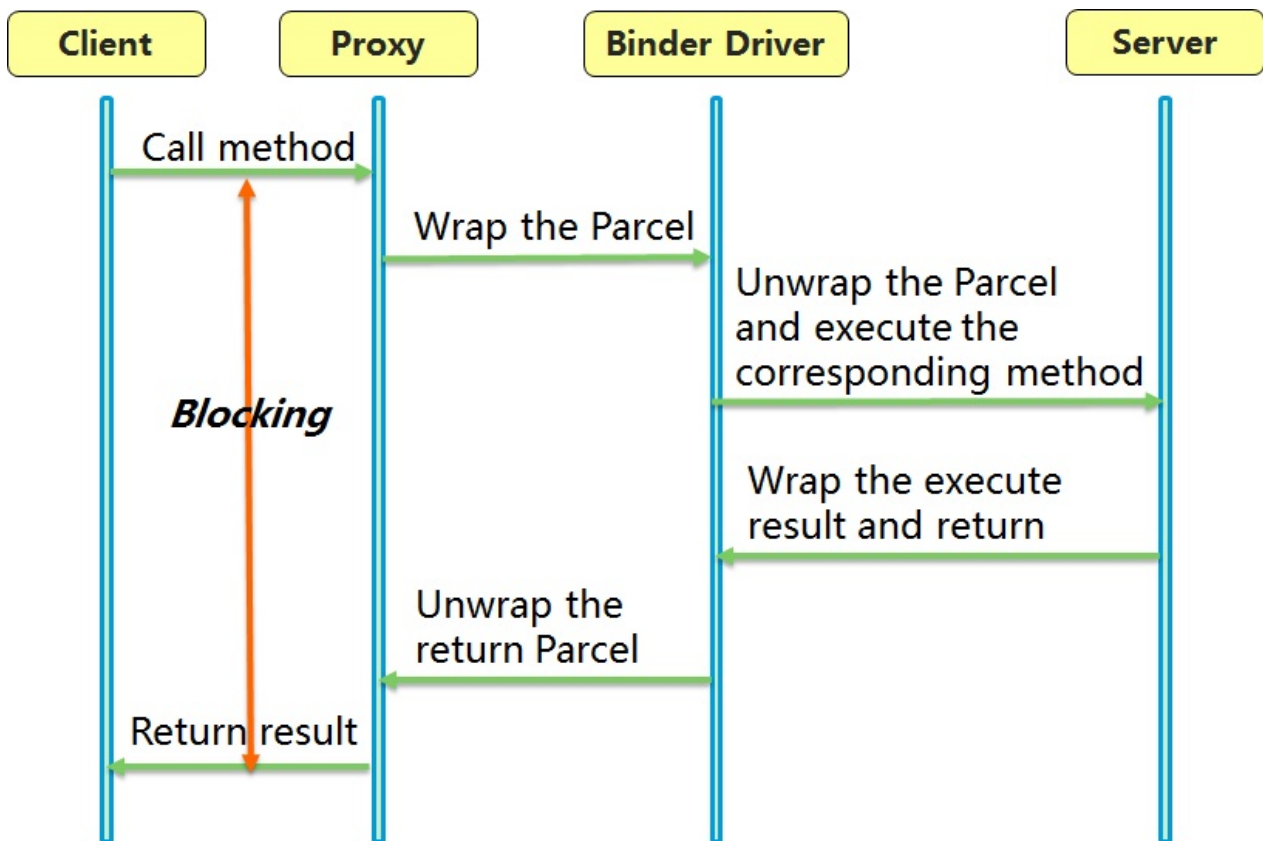 Client
Proxy
Binder Driver
Server
Call method
Wrap the Parcel
Unwrap the Parcel
and execute the
corresponding method
Blocking
Wrap the execute
result and return
Unwrap the
return Parcel
Return result